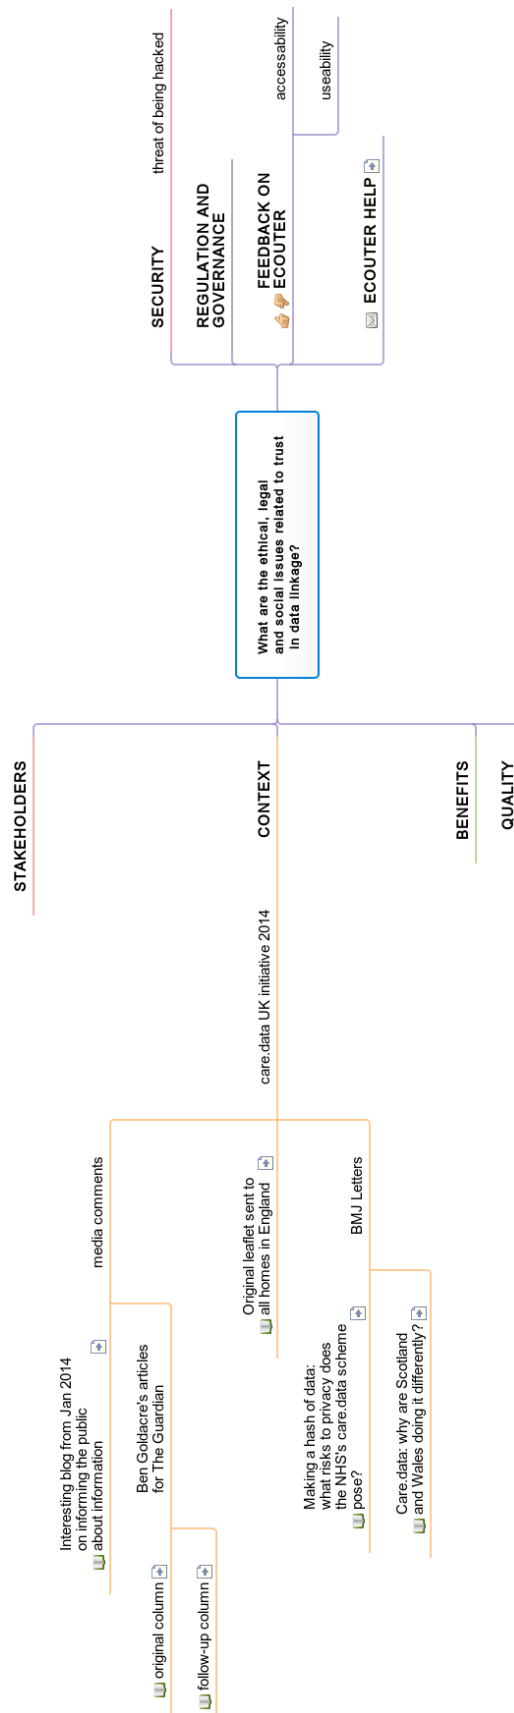 STAKEHOLDERS
CONTEXT
care.data UK initiative 2014
media comments
Interesting blog from Jan 2014
on informing the public
about information
Ben Goldacre's articles
for The Guardian
original column
follow-up column
Original leaflet sent to
all homes in England
BMJ Letters
Making a hash of data:
what risks to privacy does
the NHS's care.data scheme
pose?
Care.data: why are Scotland
and Wales doing it differently?
BENEFITS
QUALITY
What are the ethical, legal
and social issues related to trust
in data linkage?
SECURITY
threat of being hacked
REGULATION AND
GOVERNANCE
FEEDBACK ON
ECOUTER
accessability
useability
ECOUTER HELP